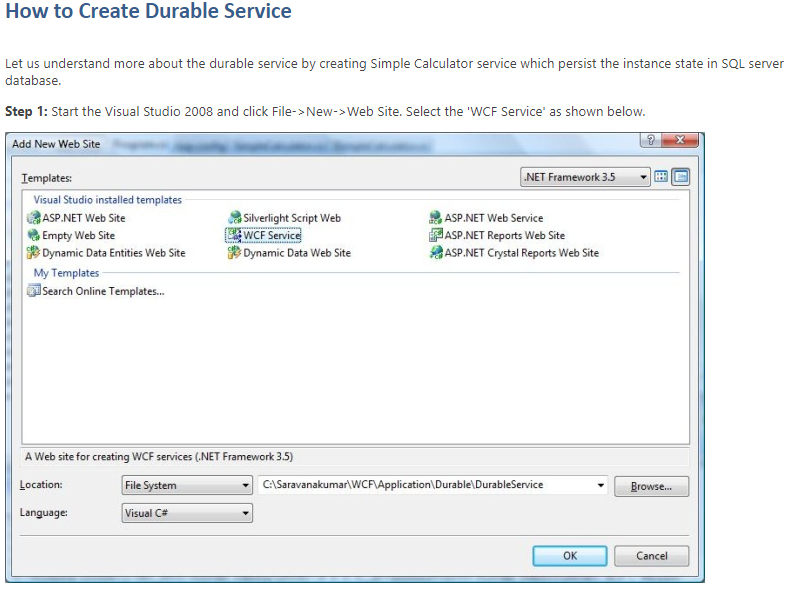 How to Create Durable Service
Let us understand more about the durable service by creating Simple Calculator service which persist the instance state in SQL server
database.
Step 1: Start the Visual Studio 2008 and click File->New->Web Site. Select the 'WCF Service' as shown below.
Add New Web Site
Templates: .NET Framework 3.5
Visual Studio installed templates
ASP.NET Web Site Silverlight Script Web ASP.NET Web Service
Empty Web Site WCF Service ASP.NET Reports Web Site
Dynamic Data Entities Web Site Dynamic Data Web Site ASP.NET Crystal Reports Web Site
My Templates
Search Online Templates...
A Web site for creating WCF services (.NET Framework 3.5)
Location: File System C:\Saravanakumar\WCF\Application\Durable\DurableService Browse...
Language: Visual C#
OK Cancel